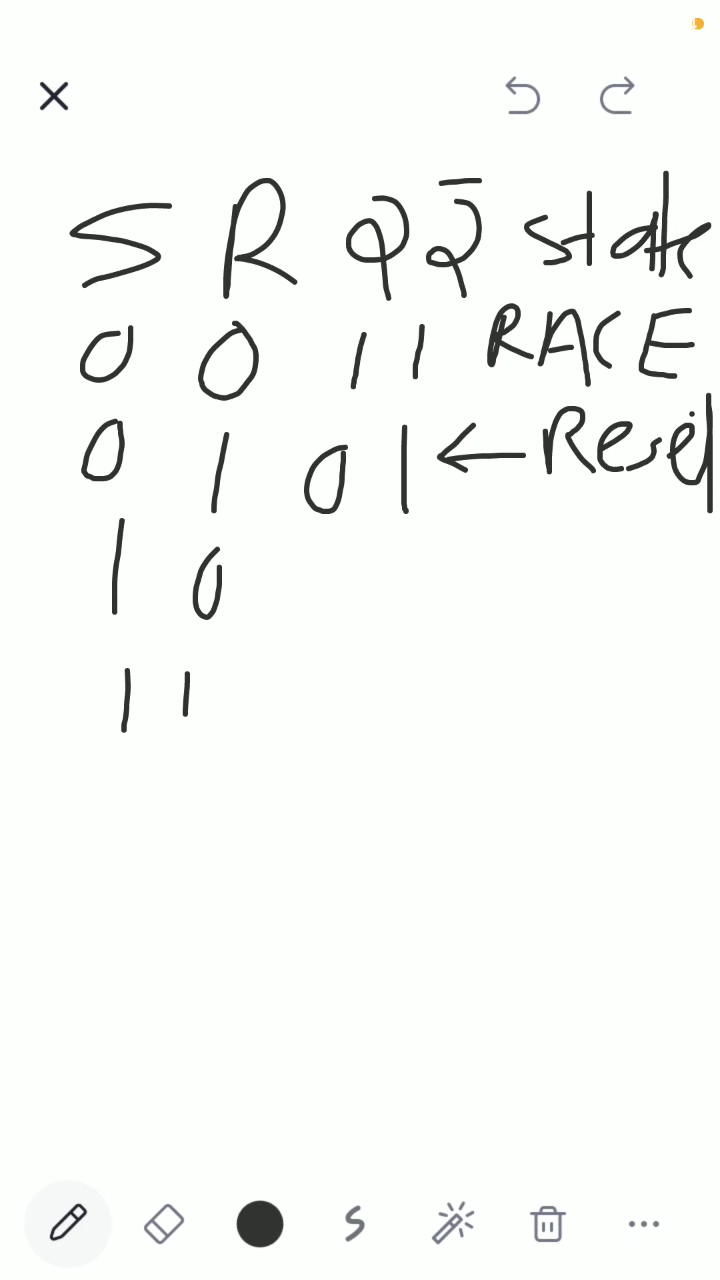 S R Q Q̅ state
0 0 1 1 RACE
0 1 0 1 ← Reset
1 0
1 1